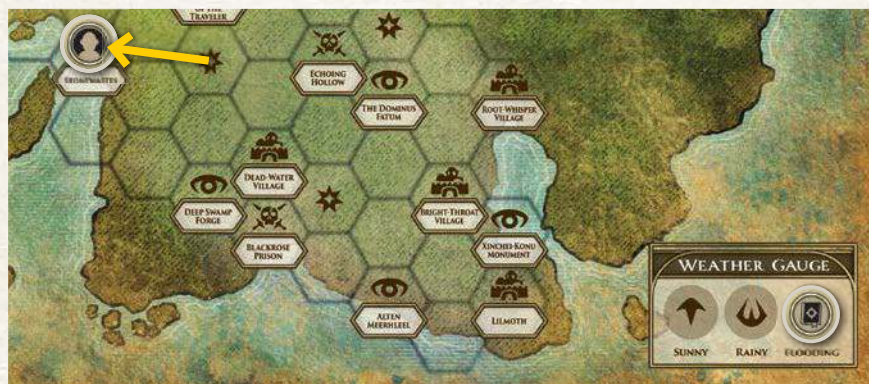 OF THE
TRAVELER
STORMWASTES
ECHOING
HOLLOW
THE DOMINUS
FATUM
ROOT-WHISPER
VILLAGE
DEAD-WATER
VILLAGE
DEEP SWAMP
FORGE
BRIGHT-THROAT
VILLAGE
BLACKROSE
PRISON
XINCHEI-KONU
MONUMENT
ALTEN
MEERHLEEL
LILMOTH
WEATHER GAUGE
SUNNY
RAINY
FLOODING